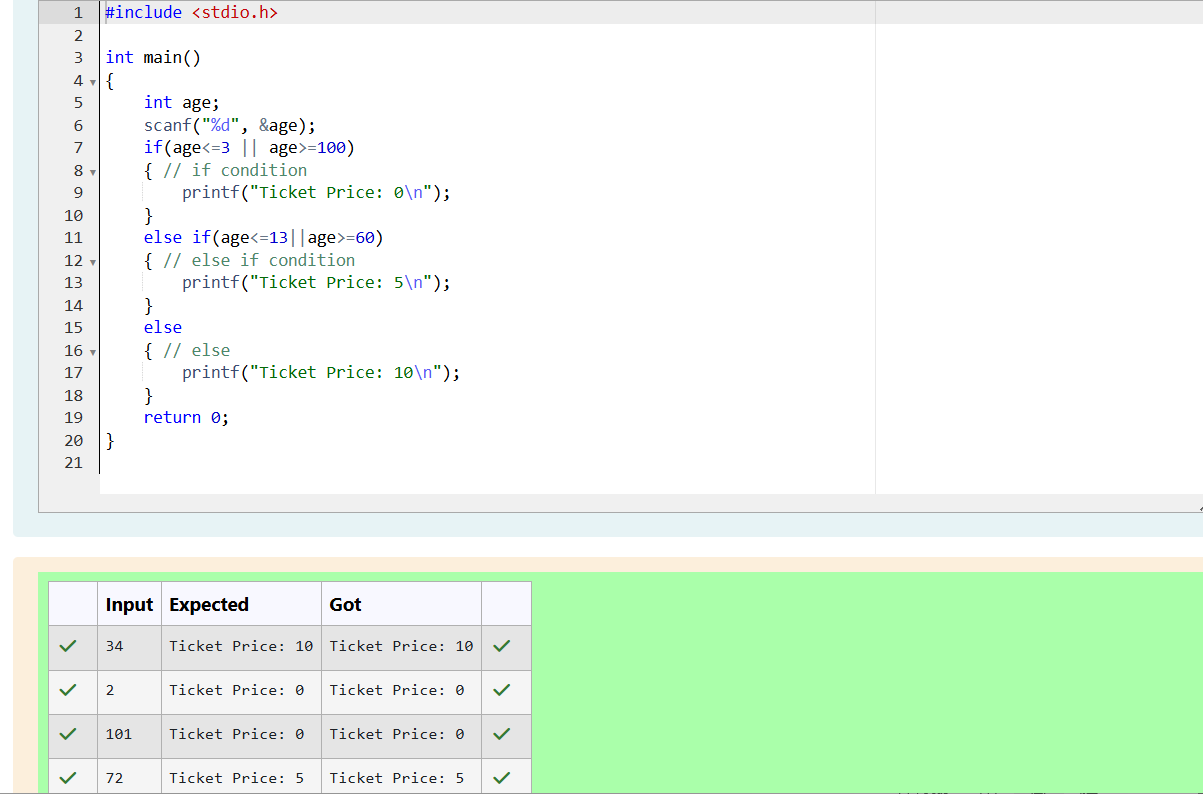 1 #include <stdio.h>
2
3 int main()
4 {
5 int age;
6 scanf("%d", &age);
7 if(age<=3 || age>=100)
8 { // if condition
9 printf("Ticket Price: 0\n");
10 }
11 else if(age<=13||age>=60)
12 { // else if condition
13 printf("Ticket Price: 5\n");
14 }
15 else
16 { // else
17 printf("Ticket Price: 10\n");
18 }
19 return 0;
20 }
21
Input Expected Got
34 Ticket Price: 10 Ticket Price: 10
2 Ticket Price: 0 Ticket Price: 0
101 Ticket Price: 0 Ticket Price: 0
72 Ticket Price: 5 Ticket Price: 5